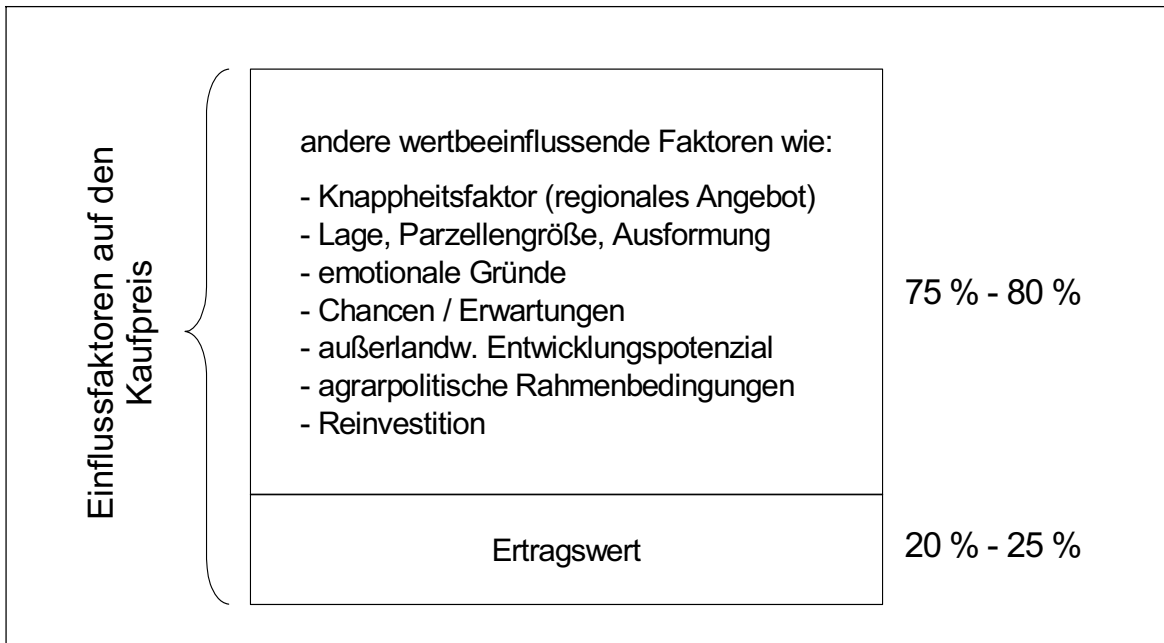 Einflussfaktoren auf den
Kaufpreis
andere wertbeeinflussende Faktoren wie:
- Knappheitsfaktor (regionales Angebot)
- Lage, Parzellengröße, Ausformung
- emotionale Gründe
- Chancen / Erwartungen
- außerlandw. Entwicklungspotenzial
- agrarpolitische Rahmenbedingungen
- Reinvestition
75 % - 80 %
Ertragswert
20 % - 25 %